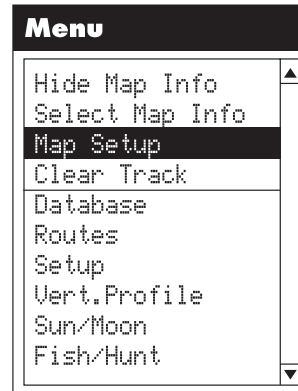 Menu
Hide Map Info
Select Map Info
Map Setup
Clear Track
Database
Routes
Setup
Vert.Profile
Sun/Moon
Fish/Hunt